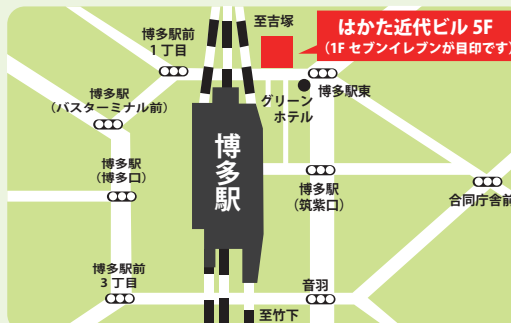 至吉塚
はかた近代ビル 5F
(1F セブンイレブンが目印です)
博多駅前
1丁目
博多駅東
グリーン
ホテル
博多駅
(バスターミナル前)
博多駅
博多駅
(博多口)
博多駅
(筑紫口)
合同庁舎前
博多駅前
3丁目
音羽
至竹下